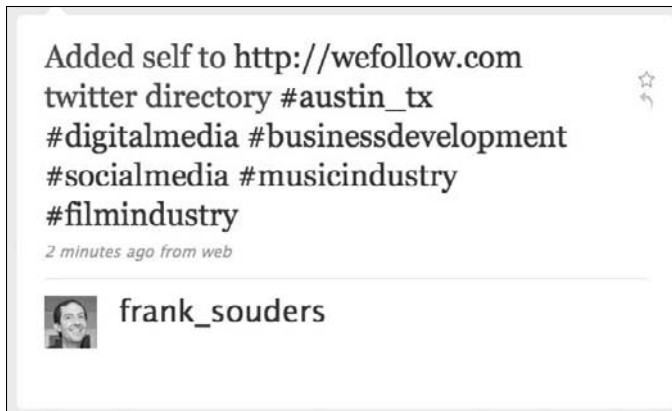 Added self to http://wefollow.com
twitter directory #austin_tx
#digitalmedia #businessdevelopment
#socialmedia #musicindustry
#filmindustry
2 minutes ago from web
frank_souders